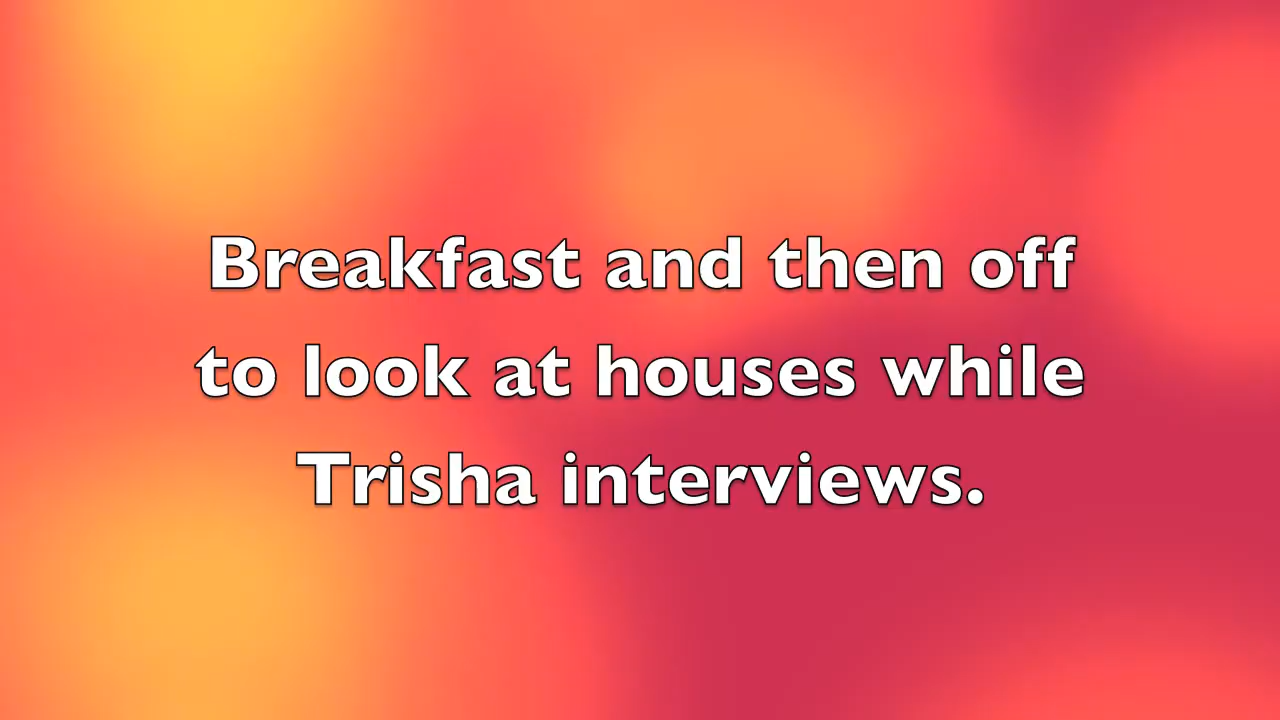 Breakfast and then off
to look at houses while
Trisha interviews.